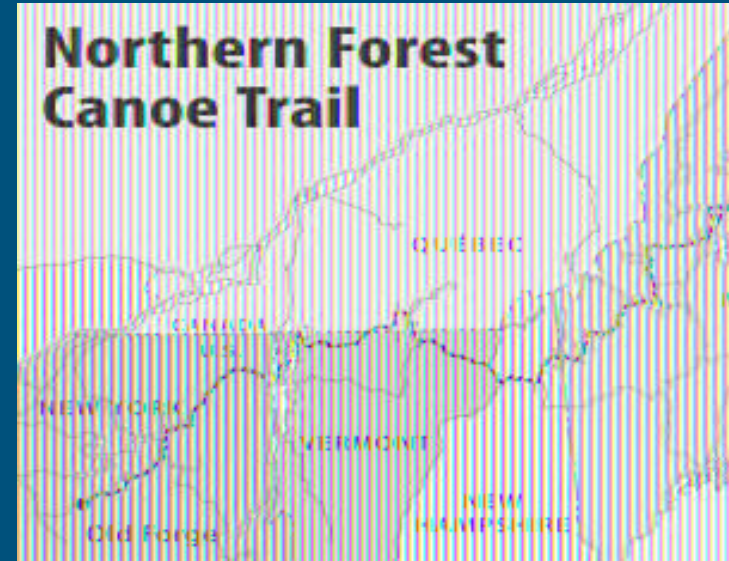 Northern Forest
Canoe Trail
QUÉBEC
CANADA
U.S.
NEW YORK
VERMONT
NEW
HAMPSHIRE
Old Forge